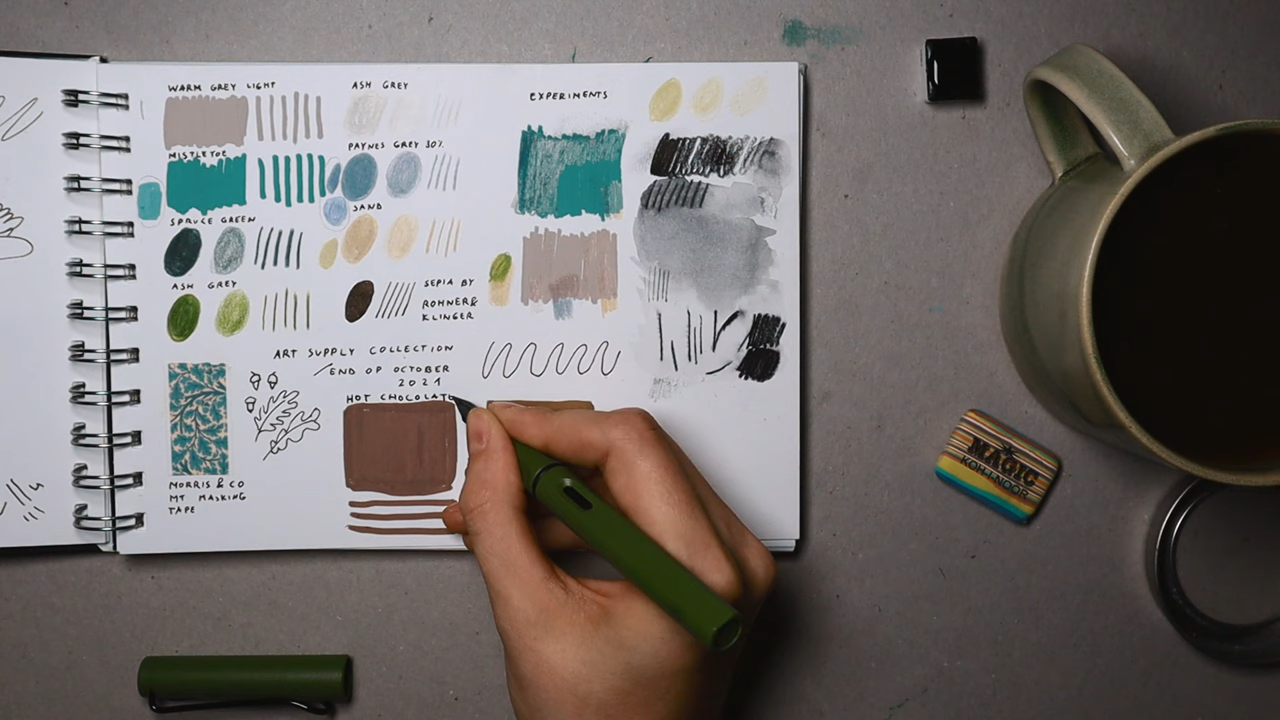 WARM GREY LIGHT
ASH GREY
MISTLETOE
PAYNES GREY 30%
SPRUCE GREEN
SAND
ASH GREY
SEPIA BY
ROHNER&
KLINGER
ART SUPPLY COLLECTION
/END OF OCTOBER
2021
HOT CHOCOLAT
NORRIS & CO
MT MASKING
TAPE
EXPERIMENTS
MAGIC
KOH-I-NOOR